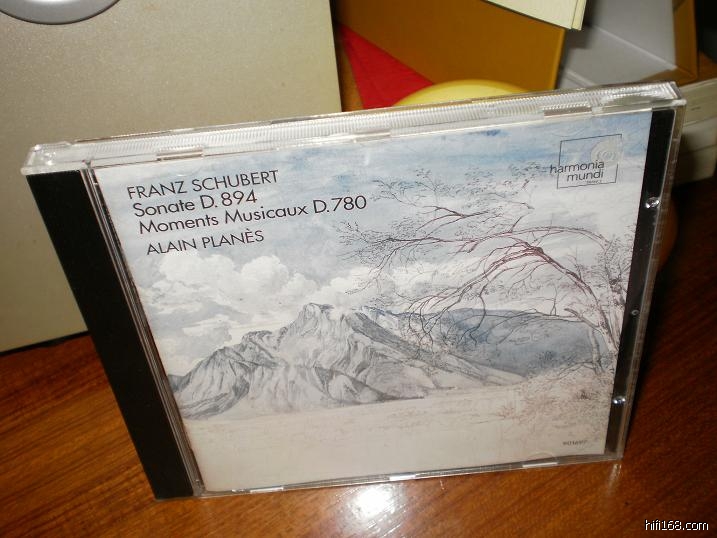 FRANZ SCHUBERT
Sonate D.894
Moments Musicaux D.780
ALAIN PLANÈS
harmonia
mundi
hifi168.com